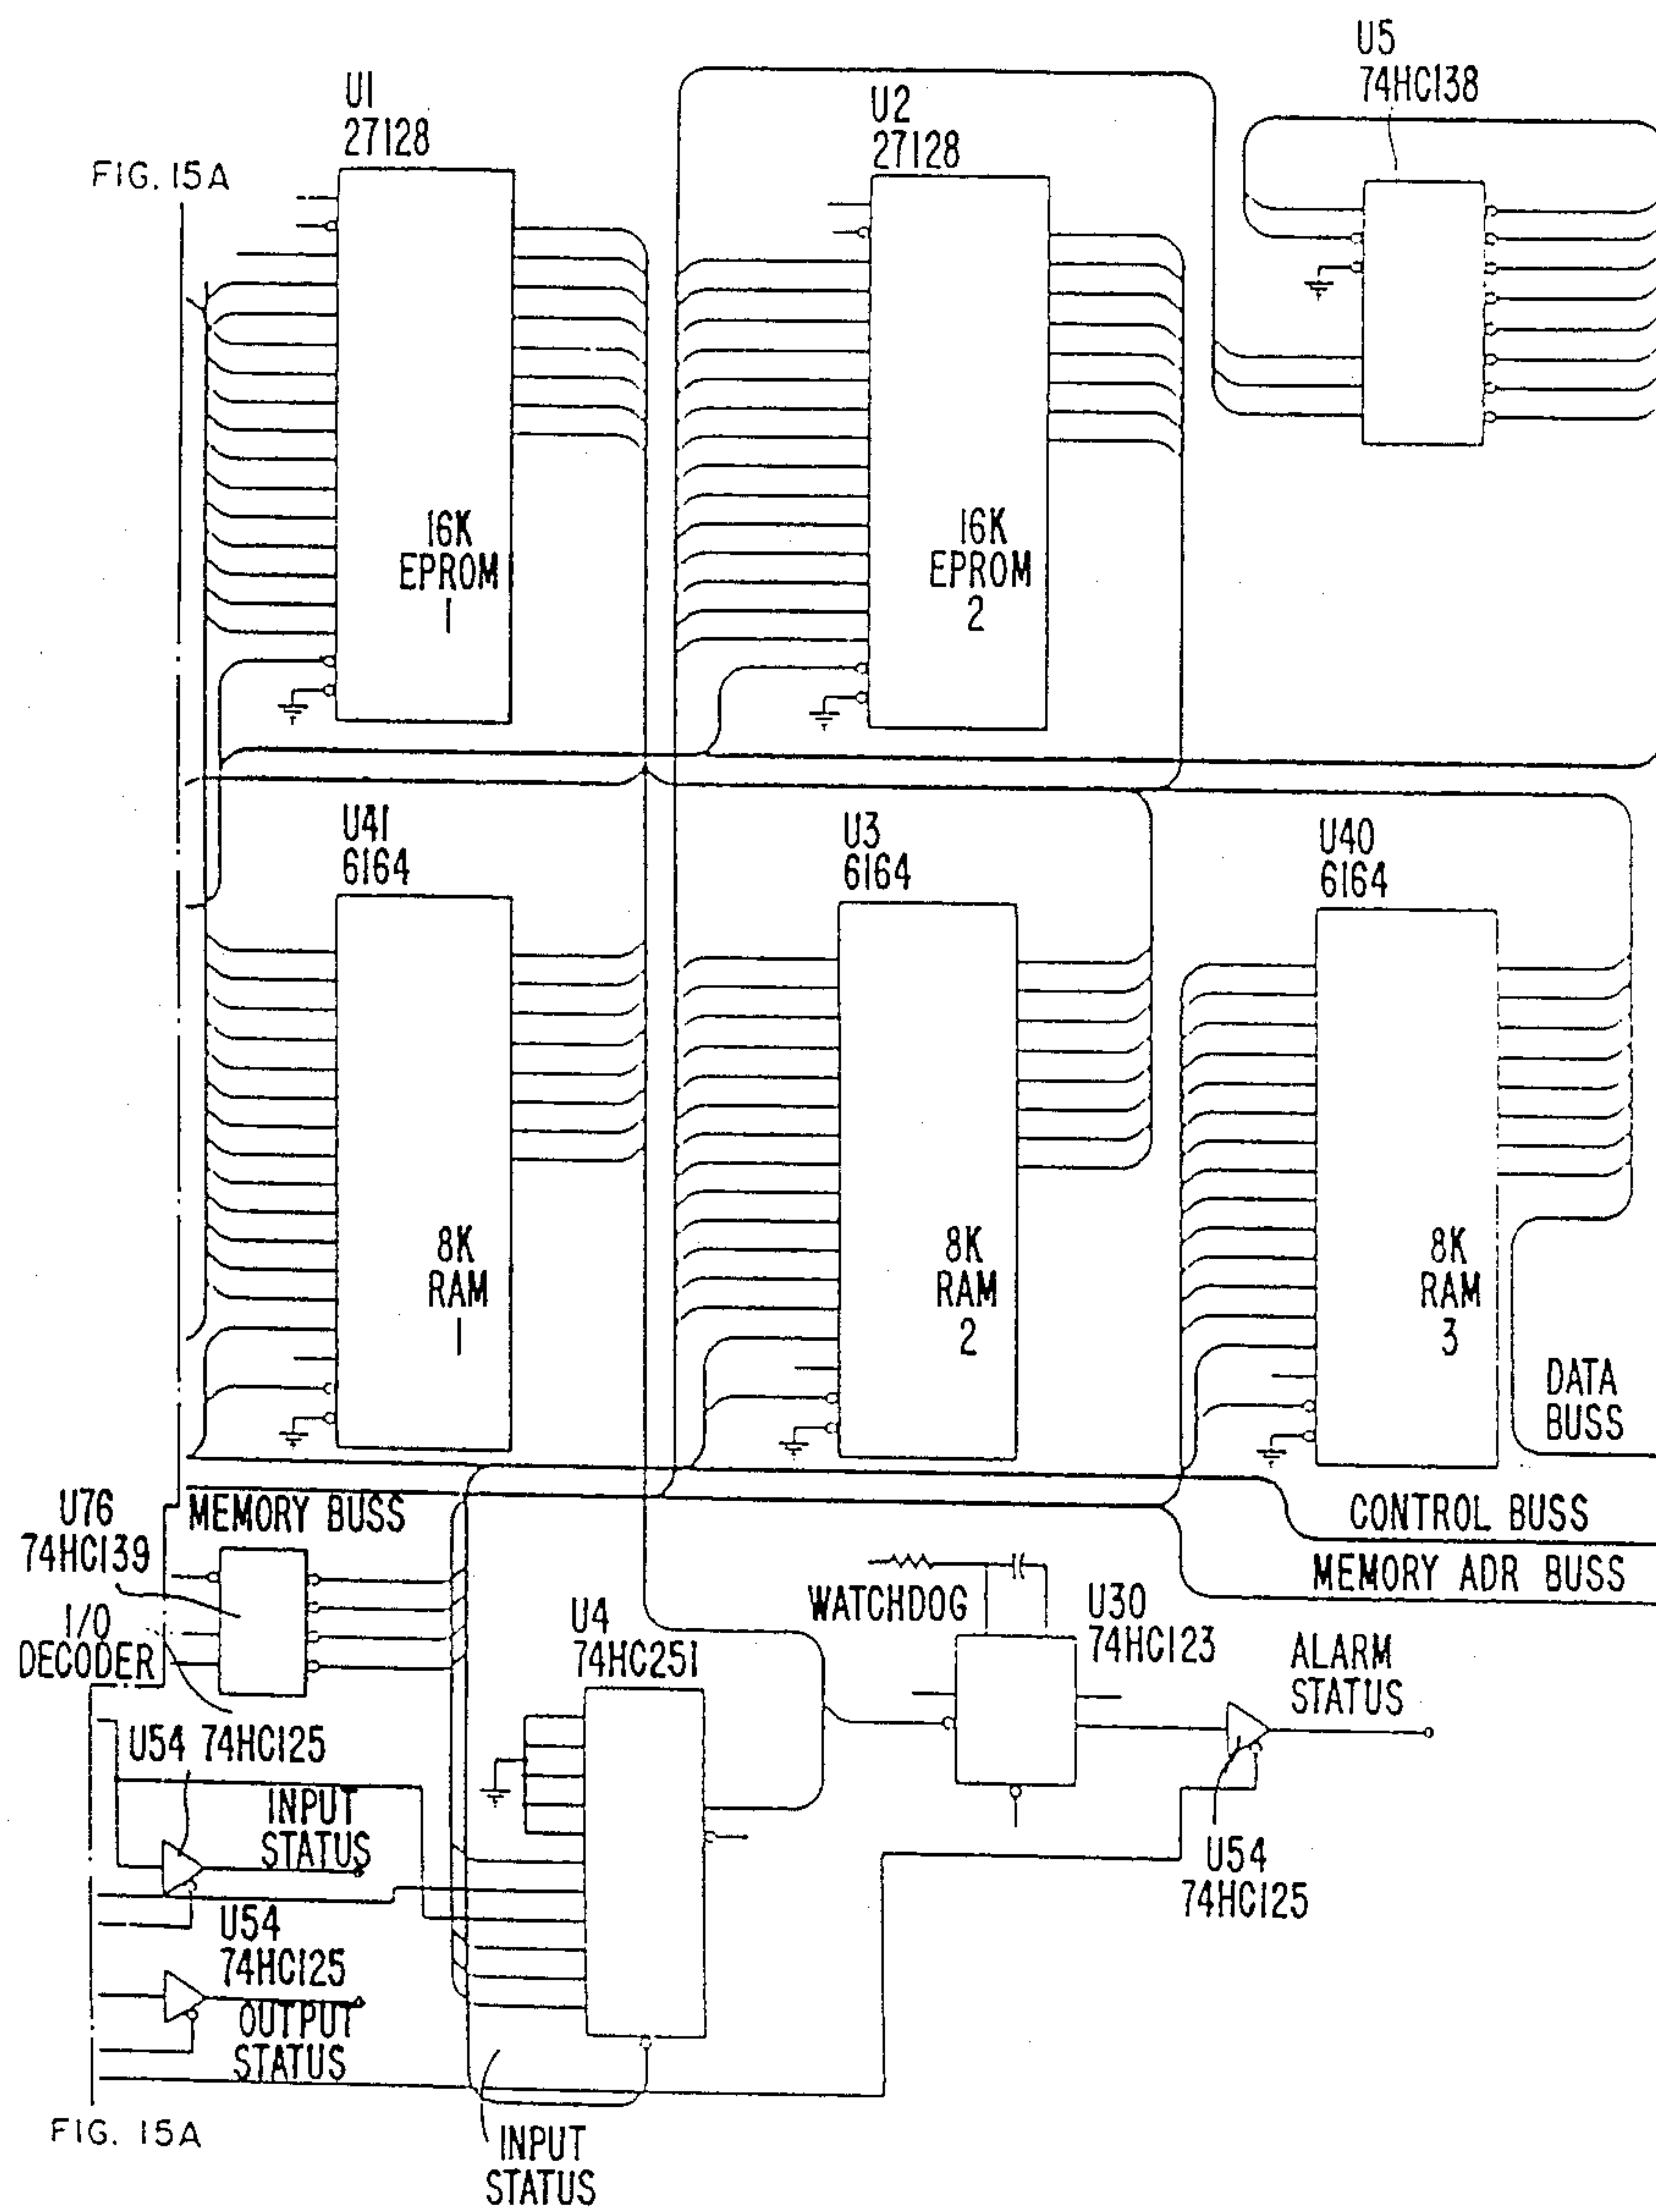 U5
74HC138
U1
27128
U2
27128
FIG. 15A
16K
EPROM
1
16K
EPROM
2
U41
6164
U3
6164
U40
6164
8K
RAM
1
8K
RAM
2
8K
RAM
3
DATA
BUSS
U76
74HC139
MEMORY BUSS
CONTROL BUSS
MEMORY ADR BUSS
I/O
DECODER
U4
74HC251
WATCHDOG
U30
74HC123
ALARM
STATUS
U54 74HC125
INPUT
STATUS
U54
74HC125
U54
74HC125
OUTPUT
STATUS
FIG. 15A
INPUT
STATUS